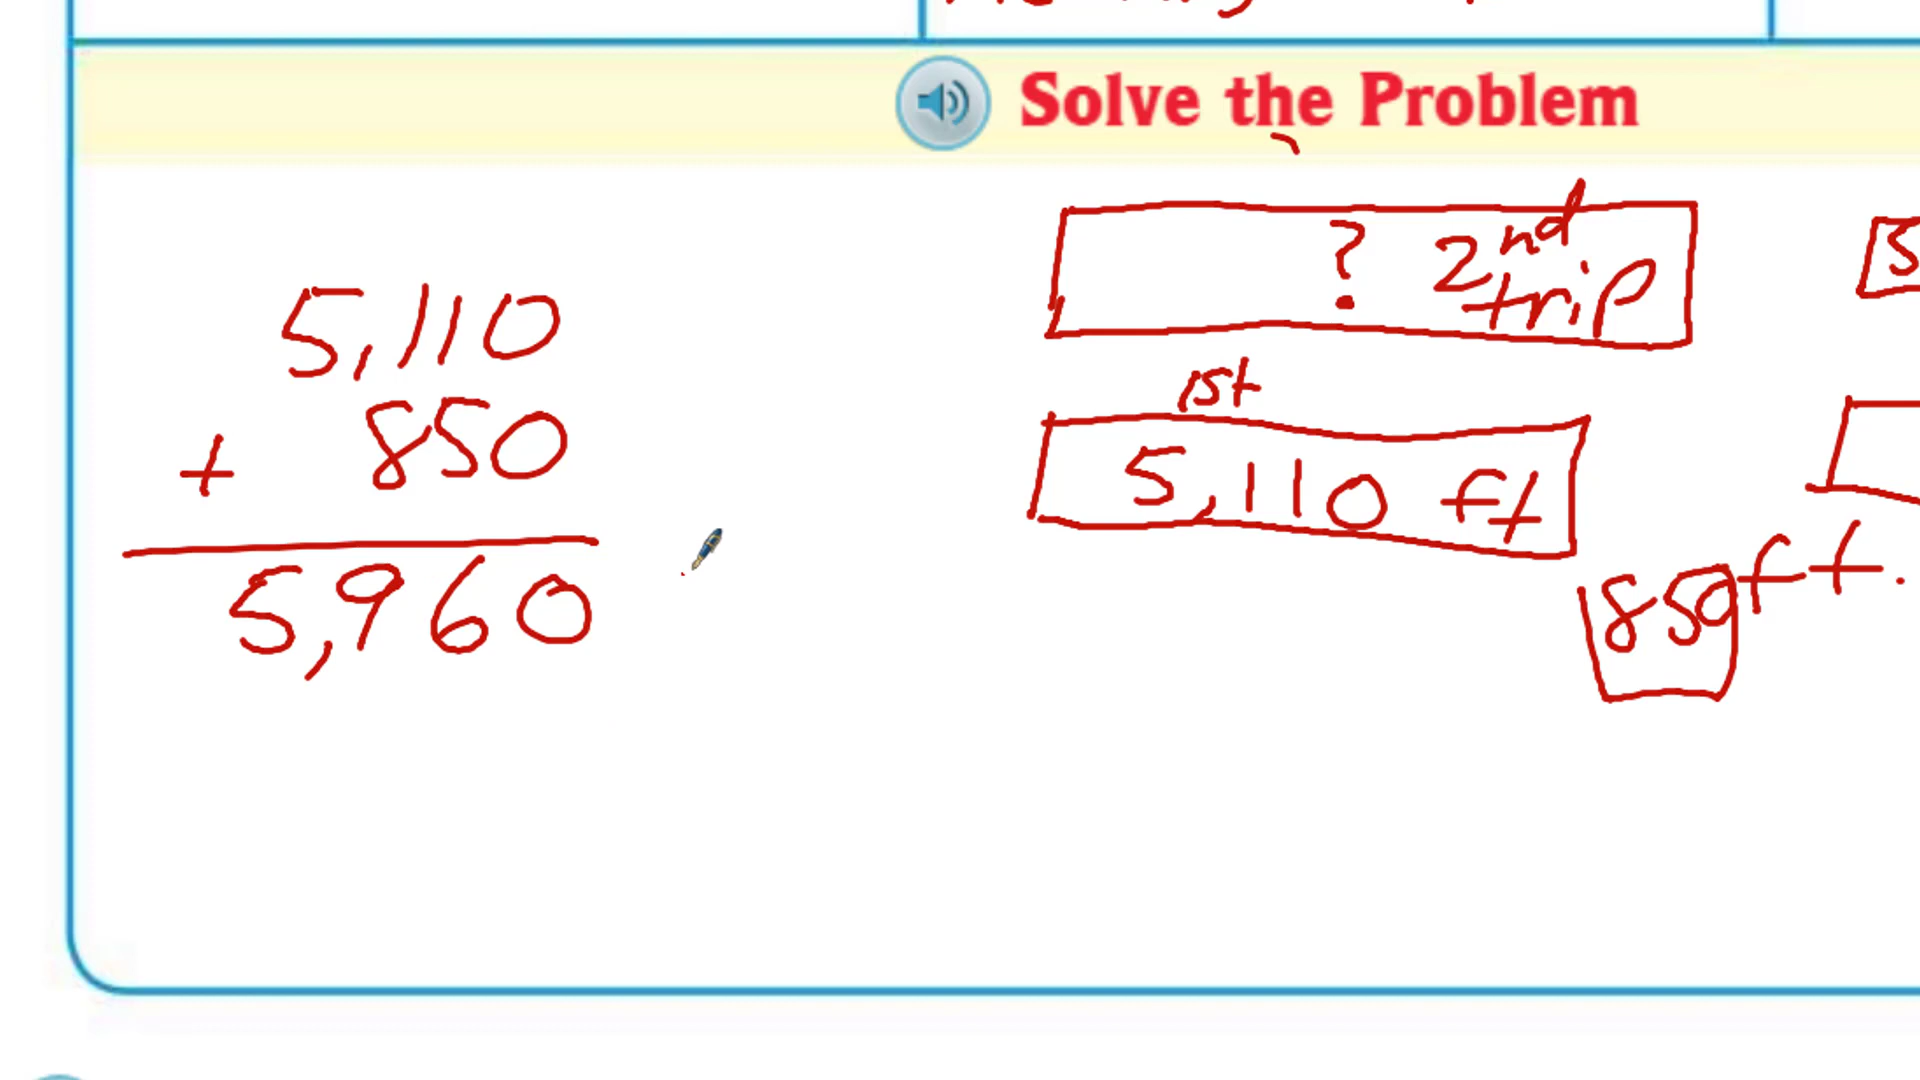 Solve the Problem
5,110
+ 850
5,960
? 2nd trip
1st
5,110 ft
850 ft.